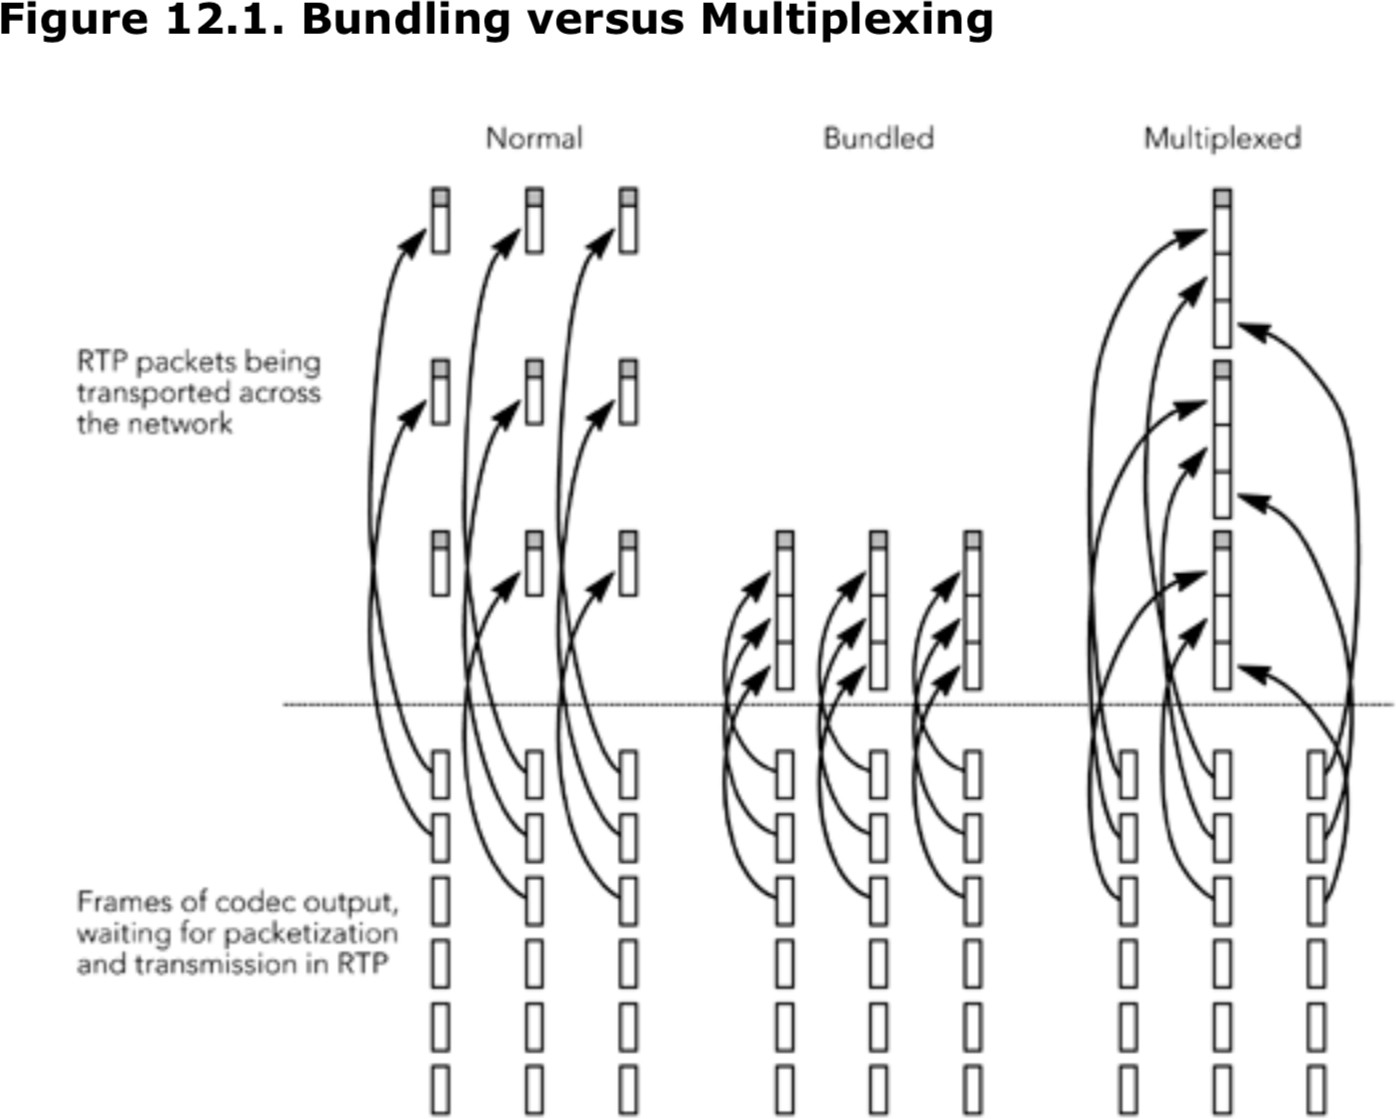 Figure 12.1. Bundling versus Multiplexing
Normal
Bundled
Multiplexed
RTP packets being
transported across
the network
Frames of codec output,
waiting for packetization
and transmission in RTP